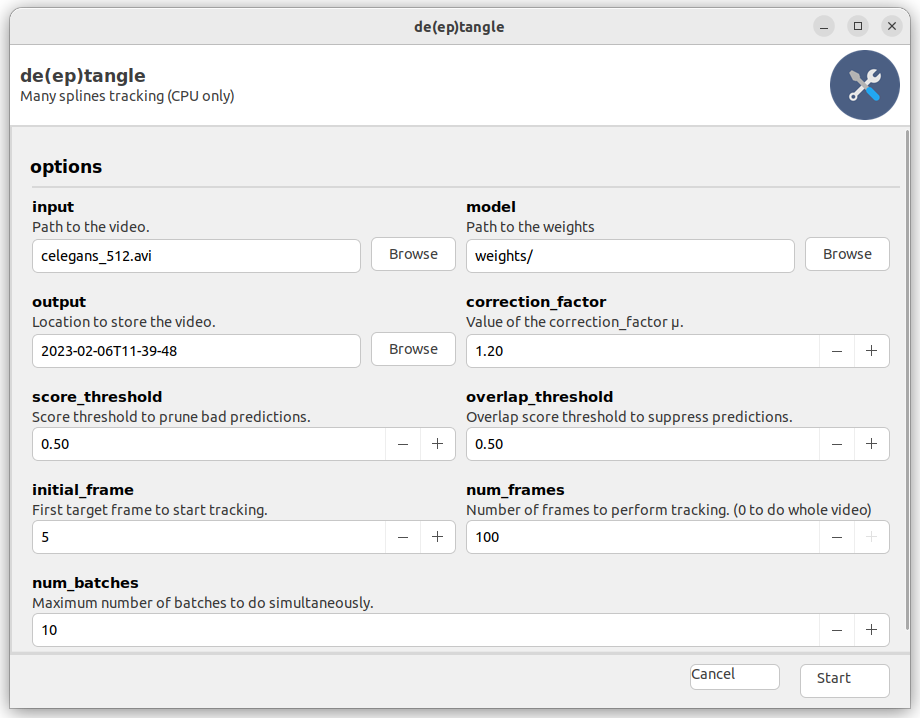 de(ep)tangle
de(ep)tangle
Many splines tracking (CPU only)
options
input
Path to the video.
celegans_512.avi
Browse
model
Path to the weights
weights/
Browse
output
Location to store the video.
2023-02-06T11-39-48
Browse
correction_factor
Value of the correction_factor μ.
1.20
score_threshold
Score threshold to prune bad predictions.
0.50
overlap_threshold
Overlap score threshold to suppress predictions.
0.50
initial_frame
First target frame to start tracking.
5
num_frames
Number of frames to perform tracking. (0 to do whole video)
100
num_batches
Maximum number of batches to do simultaneously.
10
Cancel
Start